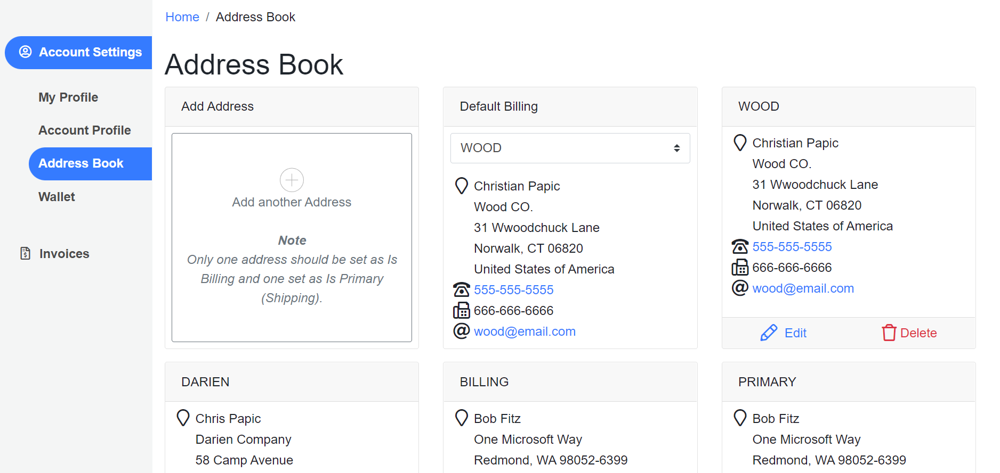 Home / Address Book
Account Settings
My Profile
Account Profile
Address Book
Wallet
Invoices
Address Book
Add Address
Add another Address
Note
Only one address should be set as Is
Billing and one set as Is Primary
(Shipping).
Default Billing
WOOD
Christian Papic
Wood CO.
31 Wwoodchuck Lane
Norwalk, CT 06820
United States of America
555-555-5555
666-666-6666
wood@email.com
WOOD
Christian Papic
Wood CO.
31 Wwoodchuck Lane
Norwalk, CT 06820
United States of America
555-555-5555
666-666-6666
wood@email.com
Edit
Delete
DARIEN
Chris Papic
Darien Company
58 Camp Avenue
BILLING
Bob Fitz
One Microsoft Way
Redmond, WA 98052-6399
PRIMARY
Bob Fitz
One Microsoft Way
Redmond, WA 98052-6399